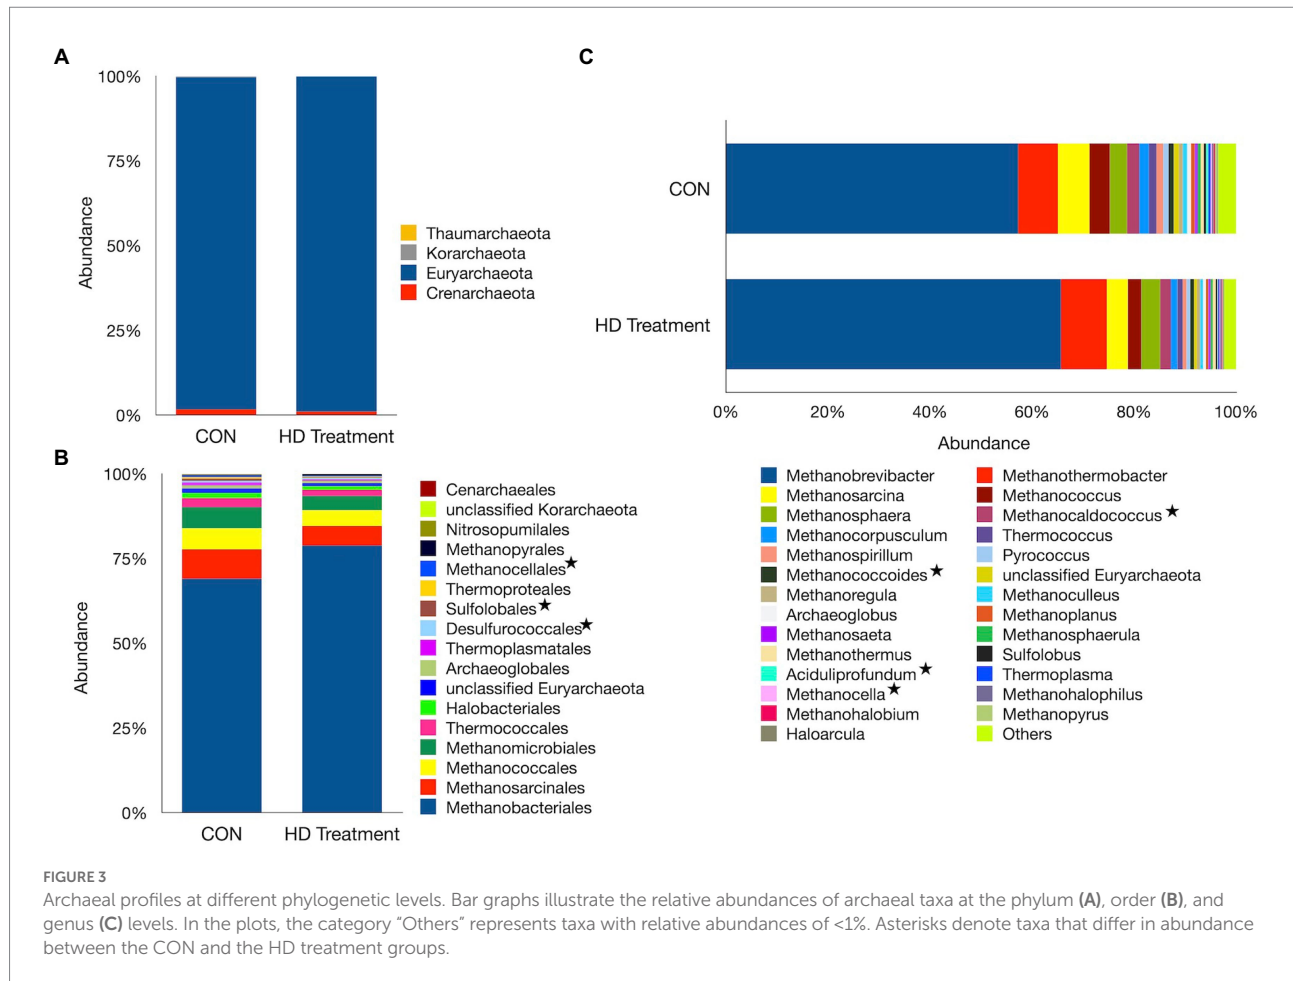 A
100%
75%
50%
25%
0%
Abundance
CON
HD Treatment
Thaumarchaeota
Korarchaeota
Euryarchaeota
Crenarchaeota
B
100%
75%
50%
25%
0%
Abundance
CON
HD Treatment
Cenarchaeales
unclassified Korarchaeota
Nitrosopumilales
Methanopyrales
Methanocellales★
Thermoproteales
Sulfolobales★
Desulfurococcales★
Thermoplasmatales
Archaeoglobales
unclassified Euryarchaeota
Halobacteriales
Thermococcales
Methanomicrobiales
Methanococcales
Methanosarcinales
Methanobacteriales
C
CON
HD Treatment
0% 20% 40% 60% 80% 100%
Abundance
Methanobrevibacter Methanothermobacter
Methanosarcina Methanococcus
Methanosphaera Methanocaldococcus★
Methanocorpusculum Thermococcus
Methanospirillum Pyrococcus
Methanococcoides★ unclassified Euryarchaeota
Methanoregula Methanoculleus
Archaeoglobus Methanoplanus
Methanosaeta Methanosphaerula
Methanothermus Sulfolobus
Aciduliprofundum★ Thermoplasma
Methanocella★ Methanohalophilus
Methanohalobium Methanopyrus
Haloarcula Others
FIGURE 3
Archaeal profiles at different phylogenetic levels. Bar graphs illustrate the relative abundances of archaeal taxa at the phylum (A), order (B), and
genus (C) levels. In the plots, the category “Others” represents taxa with relative abundances of <1%. Asterisks denote taxa that differ in abundance
between the CON and the HD treatment groups.